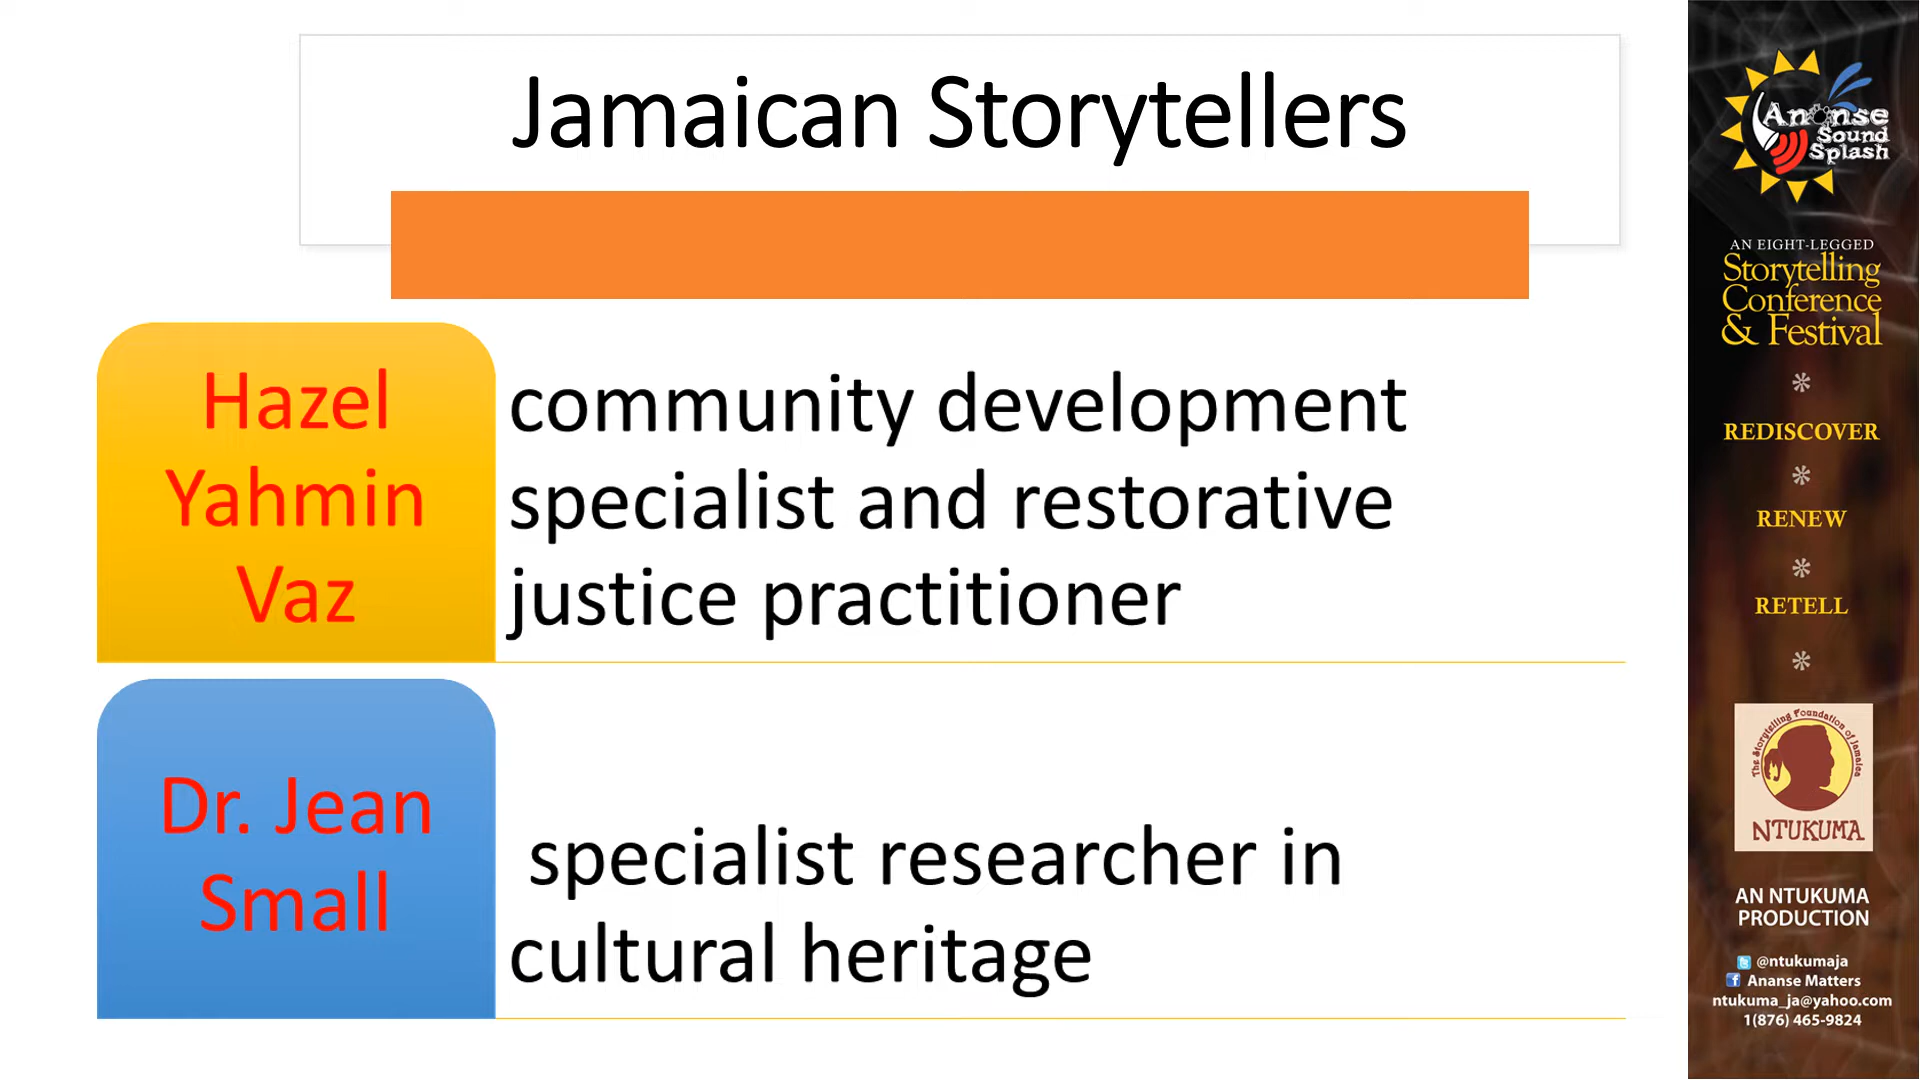 Jamaican Storytellers
Hazel
Yahmin
Vaz
community development
specialist and restorative
justice practitioner
Dr. Jean
Small
specialist researcher in
cultural heritage
Ananse
Sound
Splash
AN EIGHT-LEGGED
Storytelling
Conference
& Festival
REDISCOVER
RENEW
RETELL
The Storytelling Foundation of Jamaica
NTUKUMA
AN NTUKUMA
PRODUCTION
@ntukumaja
Ananse Matters
ntukuma_ja@yahoo.com
1(876) 465-9824